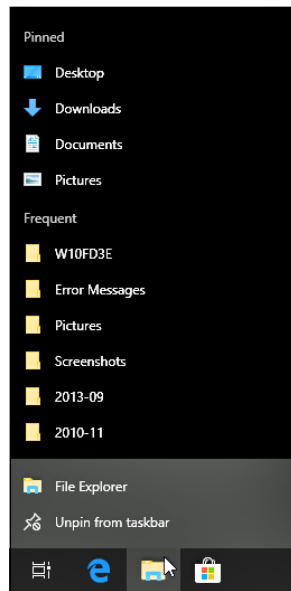 Pinned
Desktop
Downloads
Documents
Pictures
Frequent
W10FD3E
Error Messages
Pictures
Screenshots
2013-09
2010-11
File Explorer
Unpin from taskbar